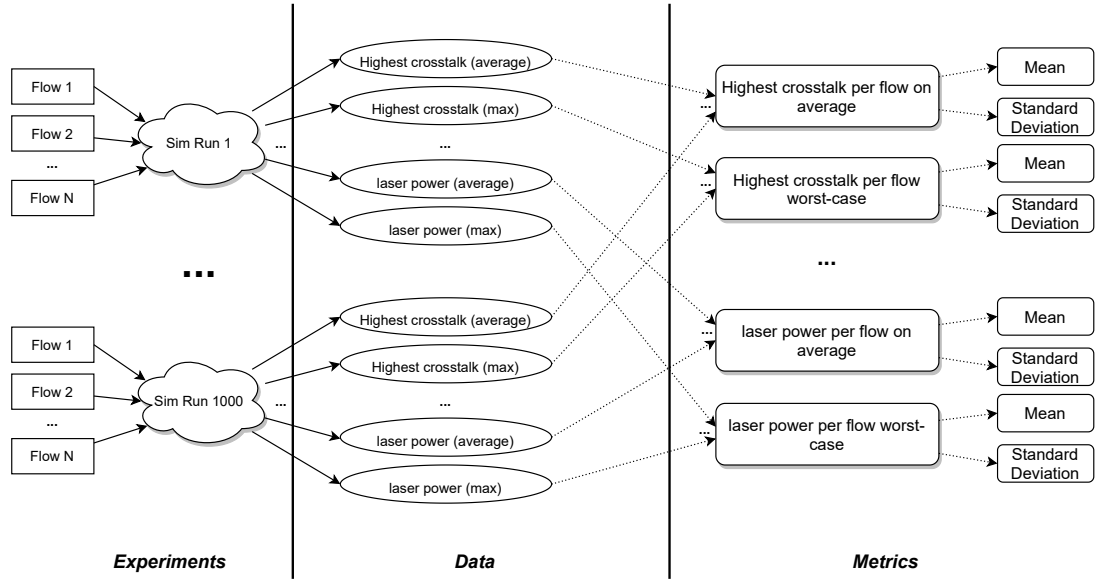 Flow 1
Flow 2
...
Flow N
Sim Run 1
...
Highest crosstalk (average)
Highest crosstalk (max)
...
laser power (average)
laser power (max)
...
Highest crosstalk per flow on
average
Mean
Standard
Deviation
...
Highest crosstalk per flow
worst-case
Mean
Standard
Deviation
...
...
Flow 1
Flow 2
...
Flow N
Sim Run 1000
...
Highest crosstalk (average)
Highest crosstalk (max)
...
laser power (average)
laser power (max)
...
laser power per flow on
average
Mean
Standard
Deviation
...
laser power per flow worst-
case
Mean
Standard
Deviation
Experiments
Data
Metrics